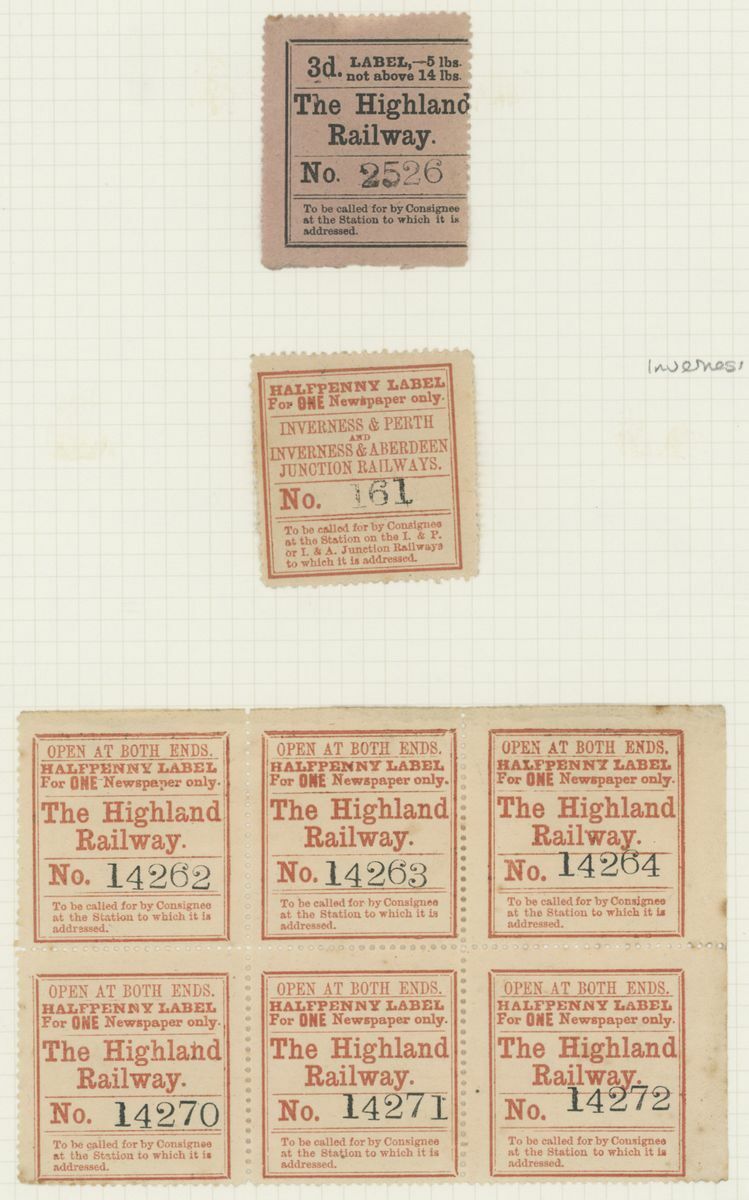 3d. LABEL,—5 lbs.
not above 14 lbs.
The Highland
Railway.
No. 2526
To be called for by Consignee
at the Station to which it is
addressed.
Inverness
HALFPENNY LABEL
For ONE Newspaper only.
INVERNESS & PERTH
AND
INVERNESS & ABERDEEN
JUNCTION RAILWAYS.
No. 161
To be called for by Consignee
at the Station on the I. & P.
or I. & A. Junction Railways
to which it is addressed.
OPEN AT BOTH ENDS.
HALFPENNY LABEL
For ONE Newspaper only.
The Highland
Railway.
No. 14262
To be called for by Consignee
at the Station to which it is
addressed.
OPEN AT BOTH ENDS.
HALFPENNY LABEL
For ONE Newspaper only.
The Highland
Railway.
No. 14263
To be called for by Consignee
at the Station to which it is
addressed.
OPEN AT BOTH ENDS.
HALFPENNY LABEL
For ONE Newspaper only.
The Highland
Railway.
No. 14264
To be called for by Consignee
at the Station to which it is
addressed.
OPEN AT BOTH ENDS.
HALFPENNY LABEL
For ONE Newspaper only.
The Highland
Railway.
No. 14270
To be called for by Consignee
at the Station to which it is
addressed.
OPEN AT BOTH ENDS.
HALFPENNY LABEL
For ONE Newspaper only.
The Highland
Railway.
No. 14271
To be called for by Consignee
at the Station to which it is
addressed.
OPEN AT BOTH ENDS.
HALFPENNY LABEL
For ONE Newspaper only.
The Highland
Railway.
No. 14272
To be called for by Consignee
at the Station to which it is
addressed.